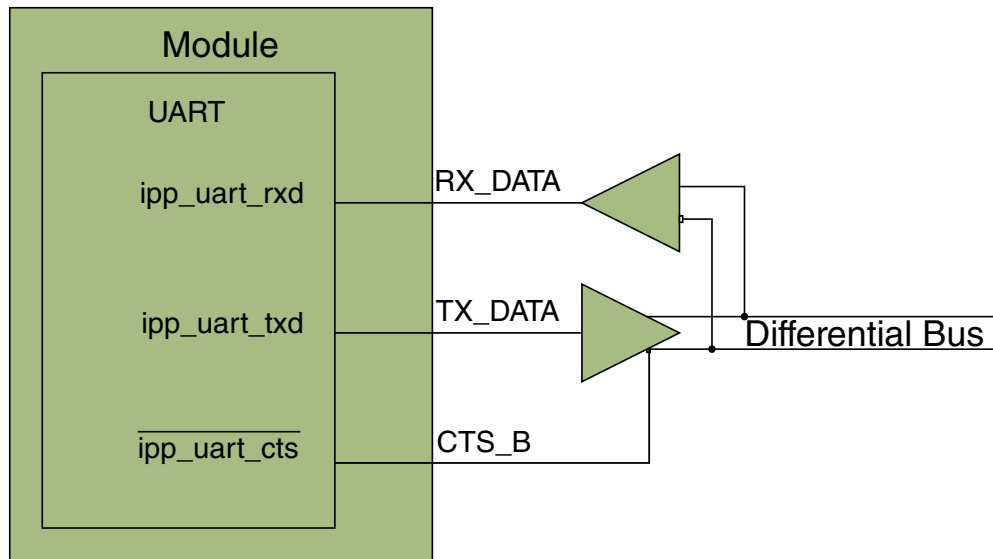 Module
UART
ipp_uart_rxd
RX_DATA
ipp_uart_txd
TX_DATA
Differential Bus
ipp_uart_cts
CTS_B